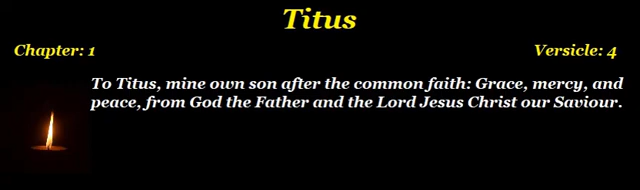 Titus
Chapter: 1
Versicle: 4
To Titus, mine own son after the common faith: Grace, mercy, and
peace, from God the Father and the Lord Jesus Christ our Saviour.